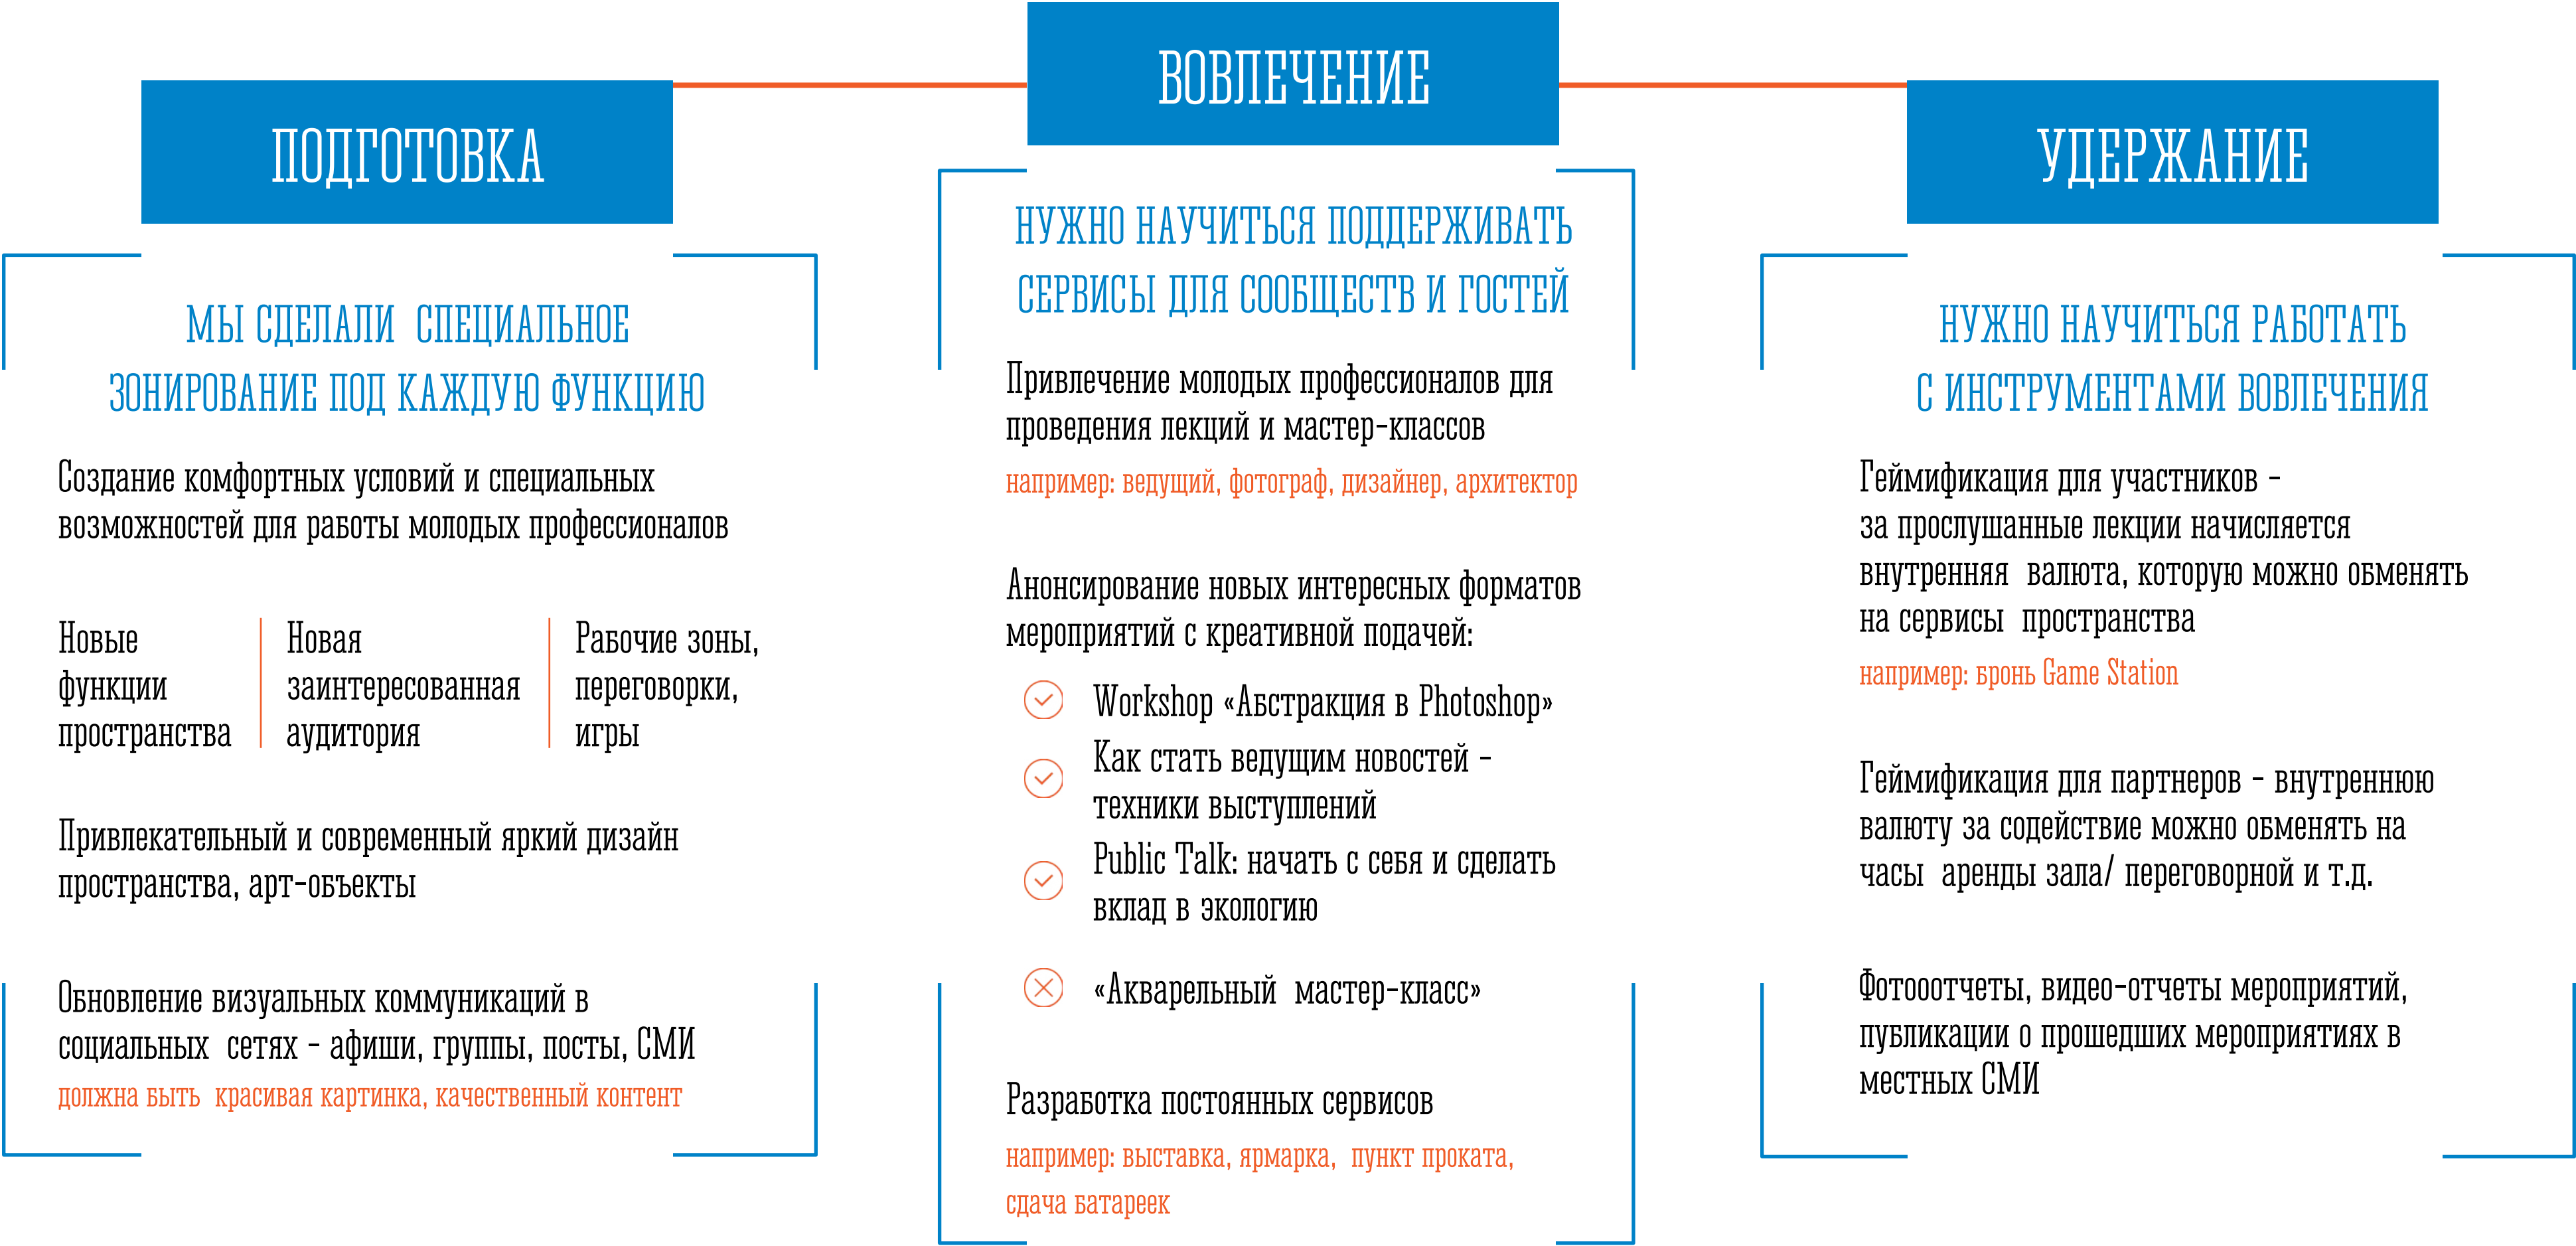 ПОДГОТОВКА
МЫ СДЕЛАЛИ СПЕЦИАЛЬНОЕ
ЗОНИРОВАНИЕ ПОД КАЖДУЮ ФУНКЦИЮ
Создание комфортных условий и специальных
возможностей для работы молодых профессионалов
Новые
функции
пространства
Новая
заинтересованная
аудитория
Рабочие зоны,
переговорки,
игры
Привлекательный и современный яркий дизайн
пространства, арт-объекты
Обновление визуальных коммуникаций в
социальных сетях - афиши, группы, посты, СМИ
должна быть красивая картинка, качественный контент
ВОВЛЕЧЕНИЕ
НУЖНО НАУЧИТЬСЯ ПОДДЕРЖИВАТЬ
СЕРВИСЫ ДЛЯ СООБЩЕСТВ И ГОСТЕЙ
Привлечение молодых профессионалов для
проведения лекций и мастер-классов
например: ведущий, фотограф, дизайнер, архитектор
Анонсирование новых интересных форматов
мероприятий с креативной подачей:
Workshop «Абстракция в Photoshop»
Как стать ведущим новостей -
техники выступлений
Public Talk: начать с себя и сделать
вклад в экологию
«Акварельный мастер-класс»
Разработка постоянных сервисов
например: выставка, ярмарка, пункт проката,
сдача батареек
УДЕРЖАНИЕ
НУЖНО НАУЧИТЬСЯ РАБОТАТЬ
С ИНСТРУМЕНТАМИ ВОВЛЕЧЕНИЯ
Геймификация для участников -
за прослушанные лекции начисляется
внутренняя валюта, которую можно обменять
на сервисы пространства
например: бронь Game Station
Геймификация для партнеров - внутреннюю
валюту за содействие можно обменять на
часы аренды зала/ переговорной и т.д.
Фотооотчеты, видео-отчеты мероприятий,
публикации о прошедших мероприятиях в
местных СМИ